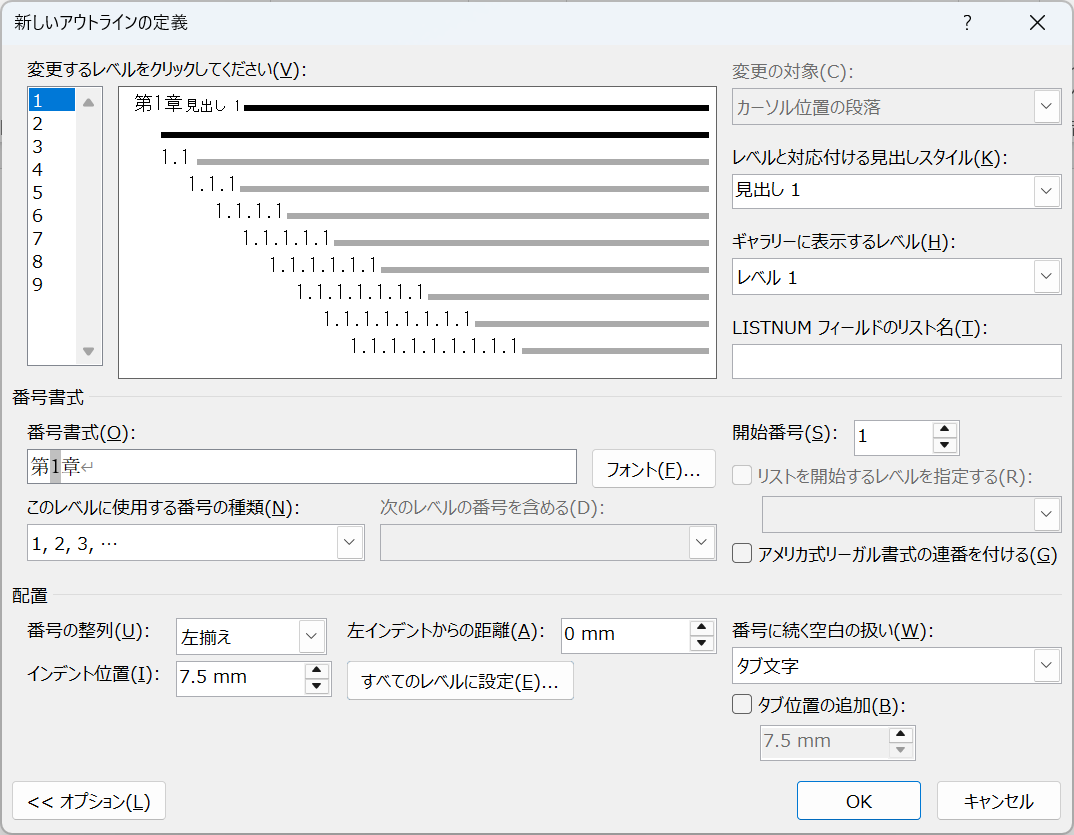 新しいアウトラインの定義 ?
変更するレベルをクリックしてください(V):
1
2
3
4
5
6
7
8
9
第1章見出し 1
1.1
1.1.1
1.1.1.1
1.1.1.1.1
1.1.1.1.1.1
1.1.1.1.1.1.1
1.1.1.1.1.1.1.1
1.1.1.1.1.1.1.1.1
変更の対象(C):
カーソル位置の段落
レベルと対応付ける見出しスタイル(K):
見出し 1
ギャラリーに表示するレベル(H):
レベル 1
LISTNUM フィールドのリスト名(T):
番号書式
番号書式(O):
第1章↵
フォント(F)...
このレベルに使用する番号の種類(N):
1, 2, 3, …
次のレベルの番号を含める(D):
開始番号(S): 1
リストを開始するレベルを指定する(R):
アメリカ式リーガル書式の連番を付ける(G)
配置
番号の整列(U): 左揃え
左インデントからの距離(A): 0 mm
インデント位置(I): 7.5 mm
すべてのレベルに設定(E)...
番号に続く空白の扱い(W):
タブ文字
タブ位置の追加(B):
7.5 mm
<< オプション(L)
OK
キャンセル